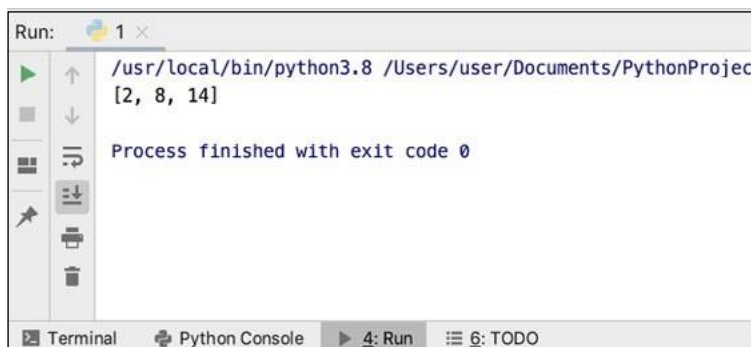 Run: 1
/usr/local/bin/python3.8 /Users/user/Documents/PythonProjec
[2, 8, 14]
Process finished with exit code 0
Terminal Python Console 4: Run 6: TODO